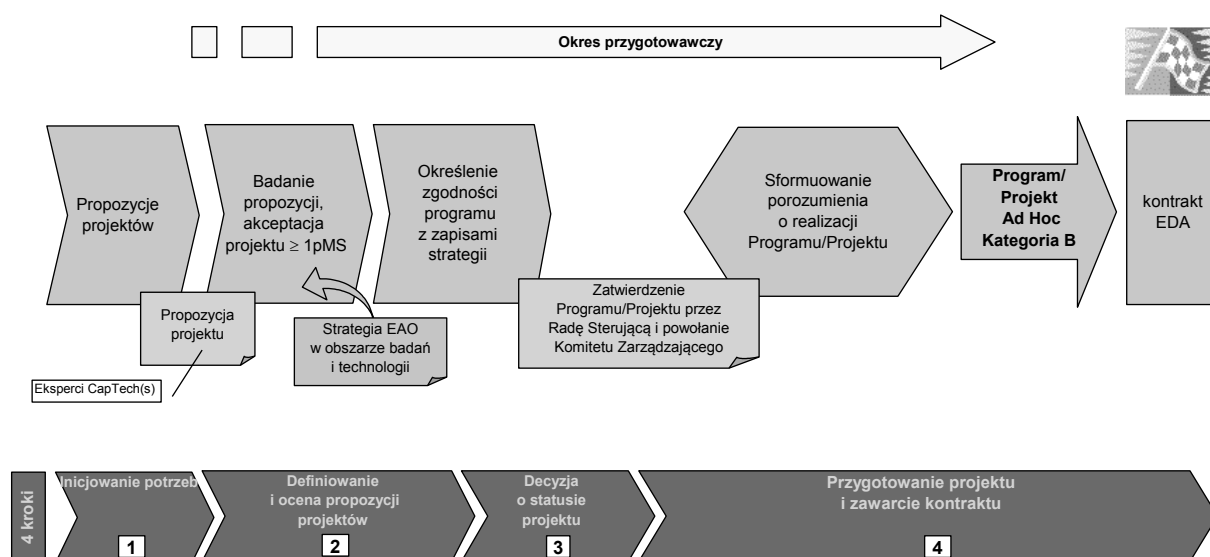 Okres przygotowawczy
Propozycje
projektów
Badanie
propozycji,
akceptacja
projektu ≥ 1pMS
Określenie
zgodności
programu
z zapisami
strategii
Sformuowanie
porozumienia
o realizacji
Programu/Projektu
Program/
Projekt
Ad Hoc
Kategoria B
kontrakt
EDA
Propozycja
projektu
Strategia EAO
w obszarze badań
i technologii
Zatwierdzenie
Programu/Projektu przez
Radę Sterującą i powołanie
Komitetu Zarządzającego
Eksperci CapTech(s)
4 kroki
Inicjowanie potrzeb
1
Definiowanie
i ocena propozycji
projektów
2
Decyzja
o statusie
projektu
3
Przygotowanie projektu
i zawarcie kontraktu
4